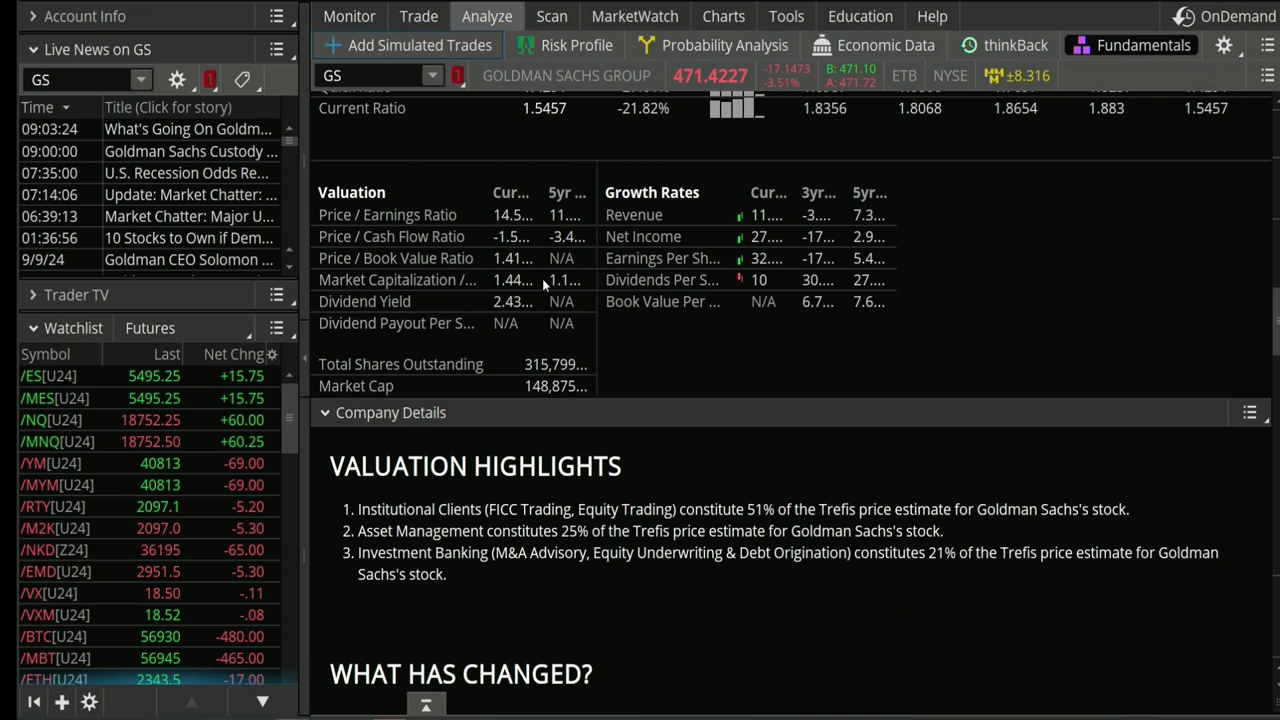 Account Info
Monitor Trade Analyze Scan MarketWatch Charts Tools Education Help OnDemand
Live News on GS
Add Simulated Trades Risk Profile Probability Analysis Economic Data thinkBack Fundamentals
GS 1
GS 1 GOLDMAN SACHS GROUP 471.4227 -17.1473 -3.51% B: 471.10 A: 471.72 ETB NYSE ±8.316
Time Title (Click for story)
09:03:24 What's Going On Goldm...
09:00:00 Goldman Sachs Custody ...
07:35:00 U.S. Recession Odds Re...
07:14:06 Update: Market Chatter: ...
06:39:13 Market Chatter: Major U...
01:36:56 10 Stocks to Own if Dem...
9/9/24 Goldman CEO Solomon ...
Current Ratio 1.5457 -21.82% 1.8356 1.8068 1.8654 1.883 1.5457
Valuation Cur... 5yr ...
Price / Earnings Ratio 14.5... 11....
Price / Cash Flow Ratio -1.5... -3.4...
Price / Book Value Ratio 1.41... N/A
Market Capitalization /... 1.44... 1.1...
Dividend Yield 2.43... N/A
Dividend Payout Per S... N/A N/A
Total Shares Outstanding 315,799...
Market Cap 148,875...
Growth Rates Cur... 3yr... 5yr...
Revenue 11.... -3.... 7.3...
Net Income 27.... -17... 2.9...
Earnings Per Sh... 32.... -17... 5.4...
Dividends Per S... 10 30.... 27....
Book Value Per ... N/A 6.7... 7.6...
Trader TV
Watchlist Futures
Symbol Last Net Chng
/ES[U24] 5495.25 +15.75
/MES[U24] 5495.25 +15.75
/NQ[U24] 18752.25 +60.00
/MNQ[U24] 18752.50 +60.25
/YM[U24] 40813 -69.00
/MYM[U24] 40813 -69.00
/RTY[U24] 2097.1 -5.20
/M2K[U24] 2097.0 -5.30
/NKD[Z24] 36195 -65.00
/EMD[U24] 2951.5 -5.30
/VX[U24] 18.50 -.11
/VXM[U24] 18.52 -.08
/BTC[U24] 56930 -480.00
/MBT[U24] 56945 -465.00
/ETH[U24] 2343.5 -17.00
Company Details
VALUATION HIGHLIGHTS
1. Institutional Clients (FICC Trading, Equity Trading) constitute 51% of the Trefis price estimate for Goldman Sachs's stock.
2. Asset Management constitutes 25% of the Trefis price estimate for Goldman Sachs's stock.
3. Investment Banking (M&A Advisory, Equity Underwriting & Debt Origination) constitutes 21% of the Trefis price estimate for Goldman
Sachs's stock.
WHAT HAS CHANGED?